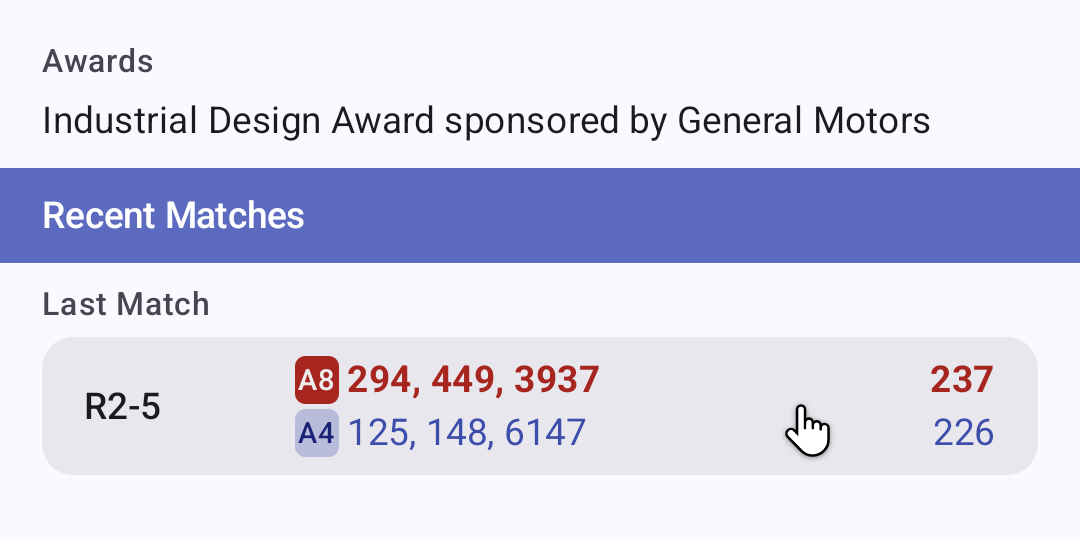 Awards
Industrial Design Award sponsored by General Motors
Recent Matches
Last Match
R2-5
A8 294, 449, 3937 237
A4 125, 148, 6147 226